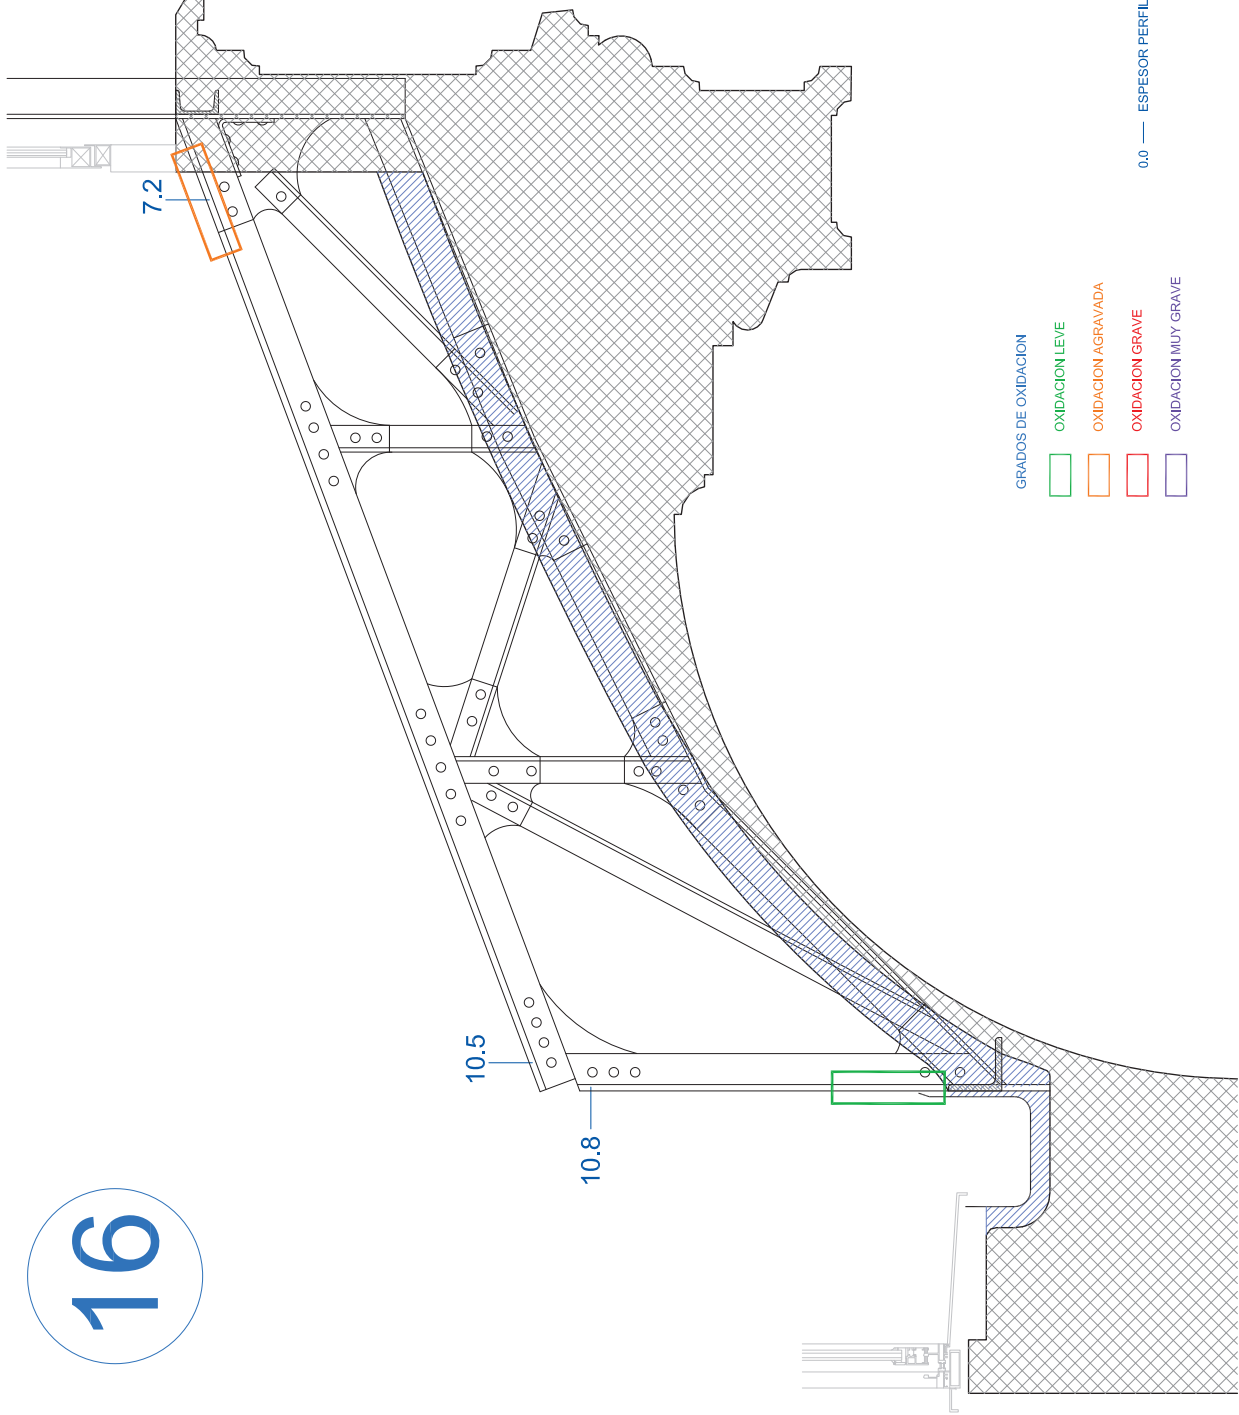 16
10.8
10.5
7.2
GRADOS DE OXIDACION
OXIDACION LEVE
OXIDACION AGRAVADA
OXIDACION GRAVE
OXIDACION MUY GRAVE
0.0 — ESPESOR PERFIL